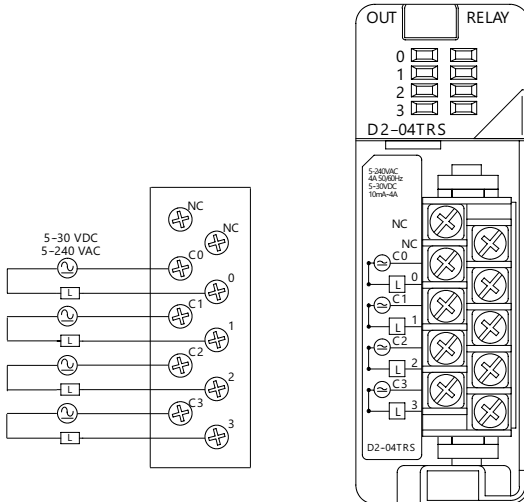 5-30 VDC
5-240 VAC
L
L
L
L
NC
NC
C0
0
C1
1
C2
2
C3
3
OUT RELAY
0
1
2
3
D2-04TRS
5-240VAC
4A 50/60Hz
5-30VDC
10mA-4A
NC
NC
C0
L 0
C1
L 1
C2
L 2
C3
L 3
D2-04TRS